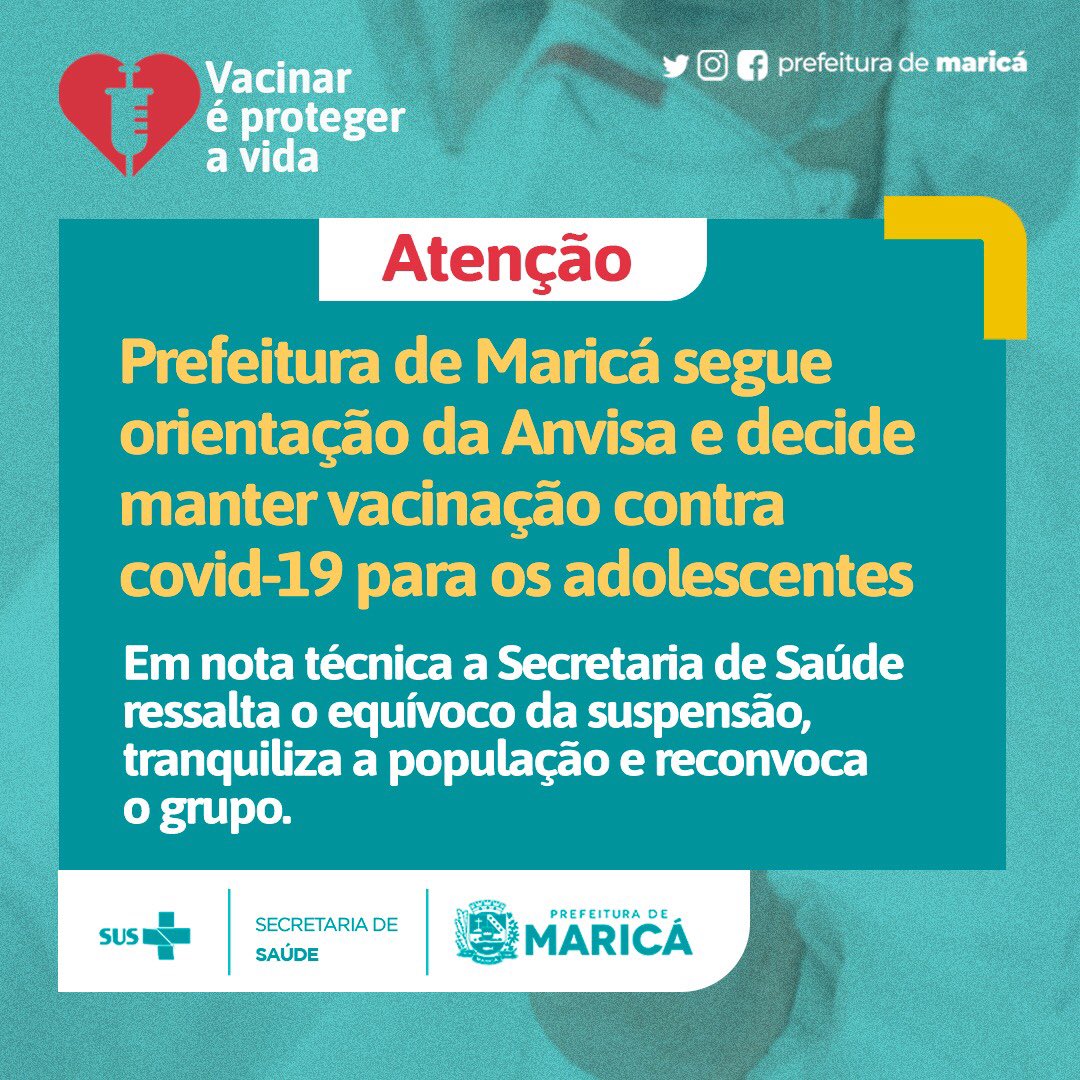 Vacinar
é proteger
a vida
prefeitura de maricá
Atenção
Prefeitura de Maricá segue
orientação da Anvisa e decide
manter vacinação contra
covid-19 para os adolescentes
Em nota técnica a Secretaria de Saúde
ressalta o equívoco da suspensão,
tranquiliza a população e reconvoca
o grupo.
SUS
SECRETARIA DE
SAÚDE
PREFEITURA DE
MARICÁ